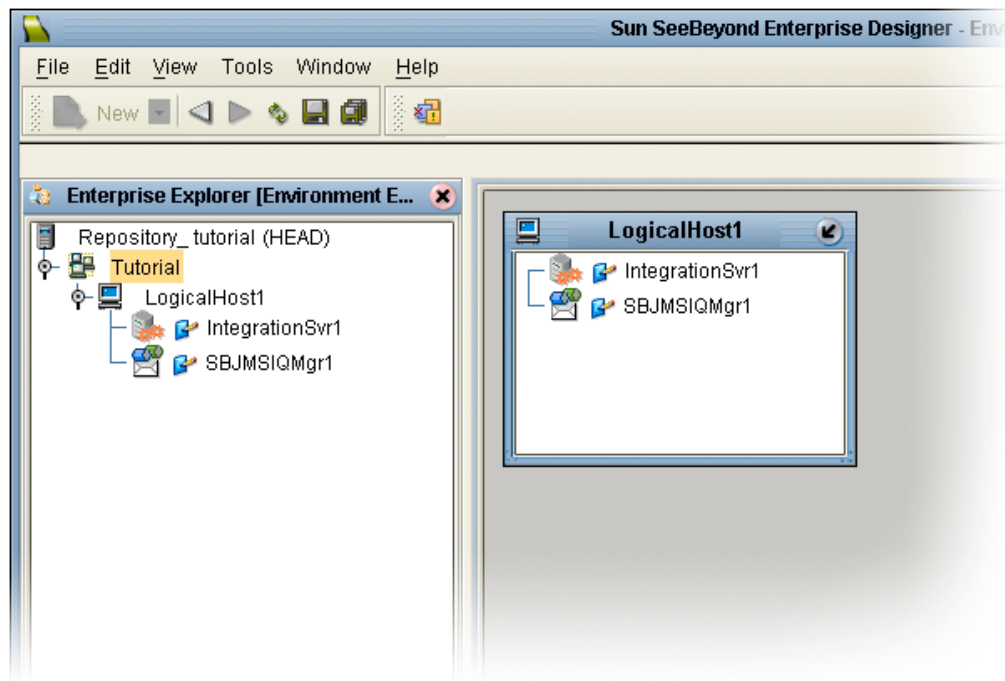 Sun SeeBeyond Enterprise Designer - Env
File Edit View Tools Window Help
New
Enterprise Explorer [Environment E...
Repository_ tutorial (HEAD)
Tutorial
LogicalHost1
IntegrationSvr1
SBJMSIQMgr1
LogicalHost1
IntegrationSvr1
SBJMSIQMgr1